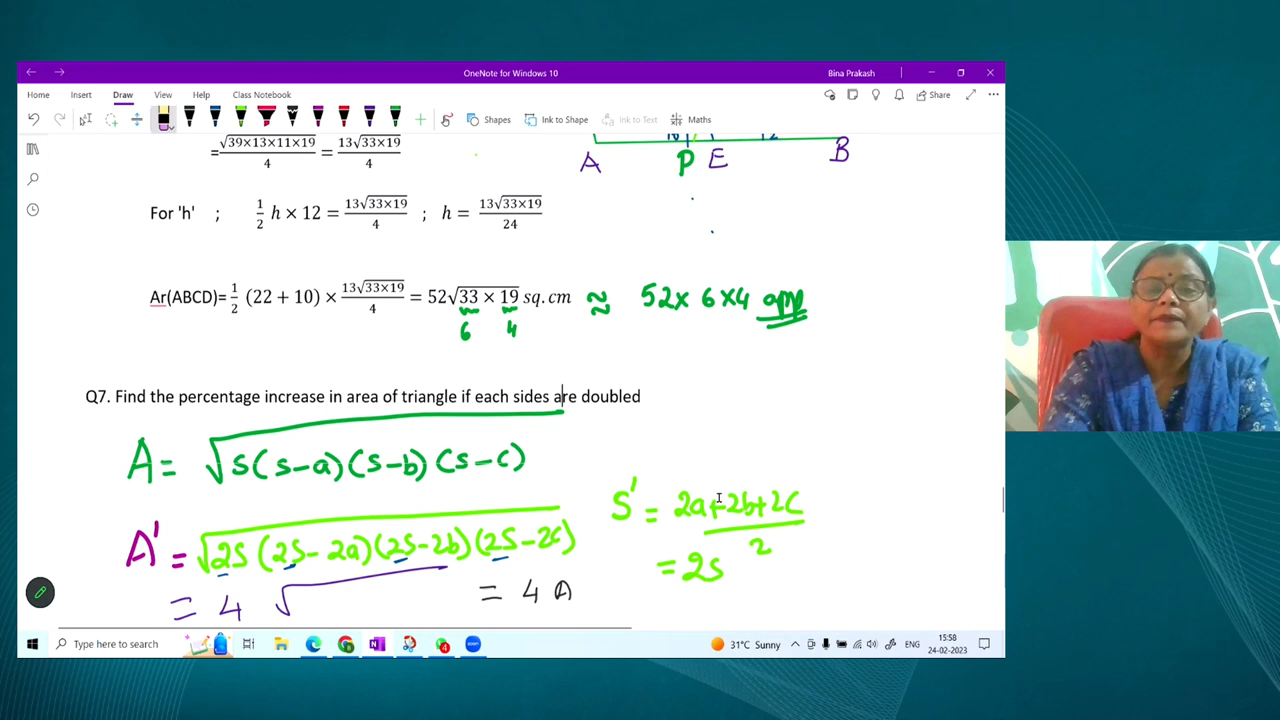 OneNote for Windows 10
Bina Prakash
Home Insert Draw View Help Class Notebook
Share
Shapes Ink to Shape Ink to Text Maths
=√39×13×11×19/4 = 13√33×19/4
A P E B
For 'h' ; 1/2 h × 12 = 13√33×19/4 ; h = 13√33×19/24
Ar(ABCD)= 1/2 (22 + 10) × 13√33×19/4 = 52√33 × 19 sq.cm ≈ 52× 6×4 app
6 4
Q7. Find the percentage increase in area of triangle if each sides are doubled
A = √s(s-a)(s-b)(s-c)
S' = 2a+2b+2c/2
A' = √2s(2s-2a)(2s-2b)(2s-2c)
= 2s
= 4 √ = 4 A
Type here to search
4
31°C Sunny
ENG
15:58
24-02-2023